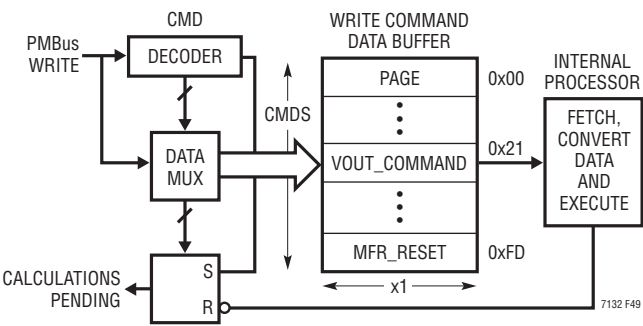 CMD
PMBus
WRITE
DECODER
DATA
MUX
CMDS
S
R
CALCULATIONS
PENDING
WRITE COMMAND
DATA BUFFER
PAGE
0x00
VOUT_COMMAND
0x21
MFR_RESET
0xFD
x1
INTERNAL
PROCESSOR
FETCH,
CONVERT
DATA
AND
EXECUTE
7132 F49